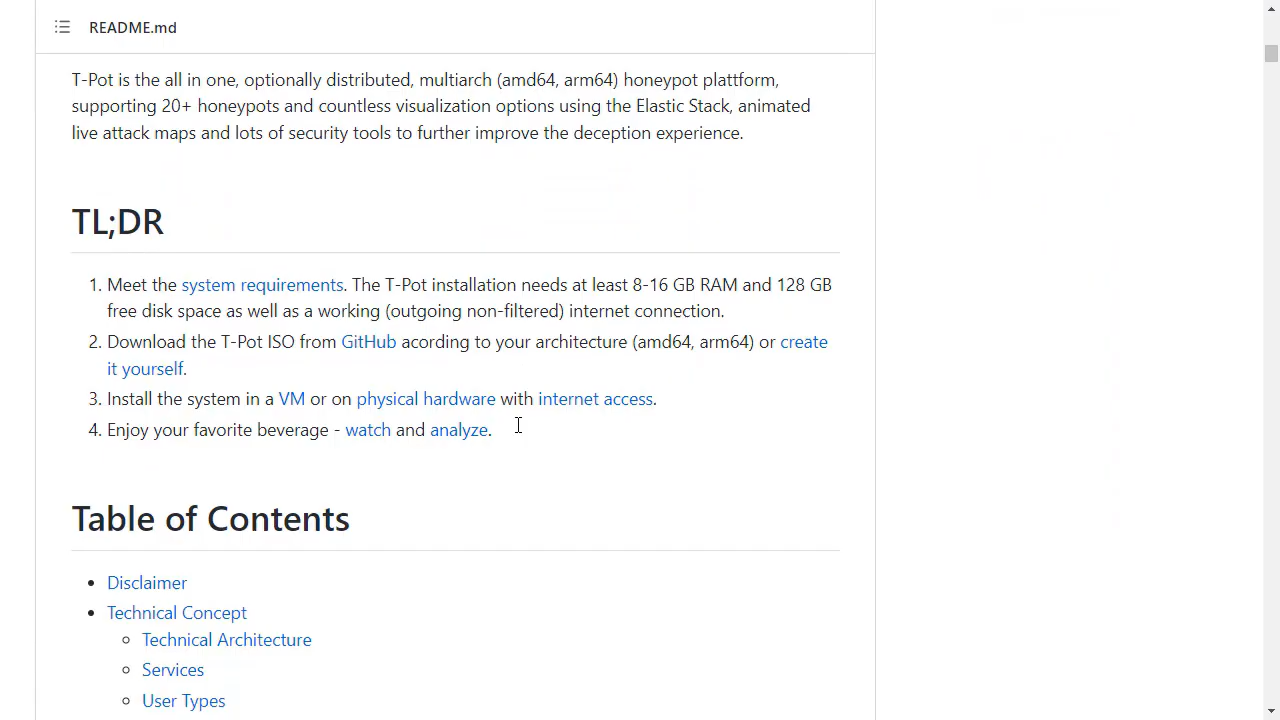 README.md
T-Pot is the all in one, optionally distributed, multiarch (amd64, arm64) honeypot plattform,
supporting 20+ honeypots and countless visualization options using the Elastic Stack, animated
live attack maps and lots of security tools to further improve the deception experience.
TL;DR
1. Meet the system requirements. The T-Pot installation needs at least 8-16 GB RAM and 128 GB
free disk space as well as a working (outgoing non-filtered) internet connection.
2. Download the T-Pot ISO from GitHub acording to your architecture (amd64, arm64) or create
it yourself.
3. Install the system in a VM or on physical hardware with internet access.
4. Enjoy your favorite beverage - watch and analyze.
Table of Contents
• Disclaimer
• Technical Concept
◦ Technical Architecture
◦ Services
◦ User Types